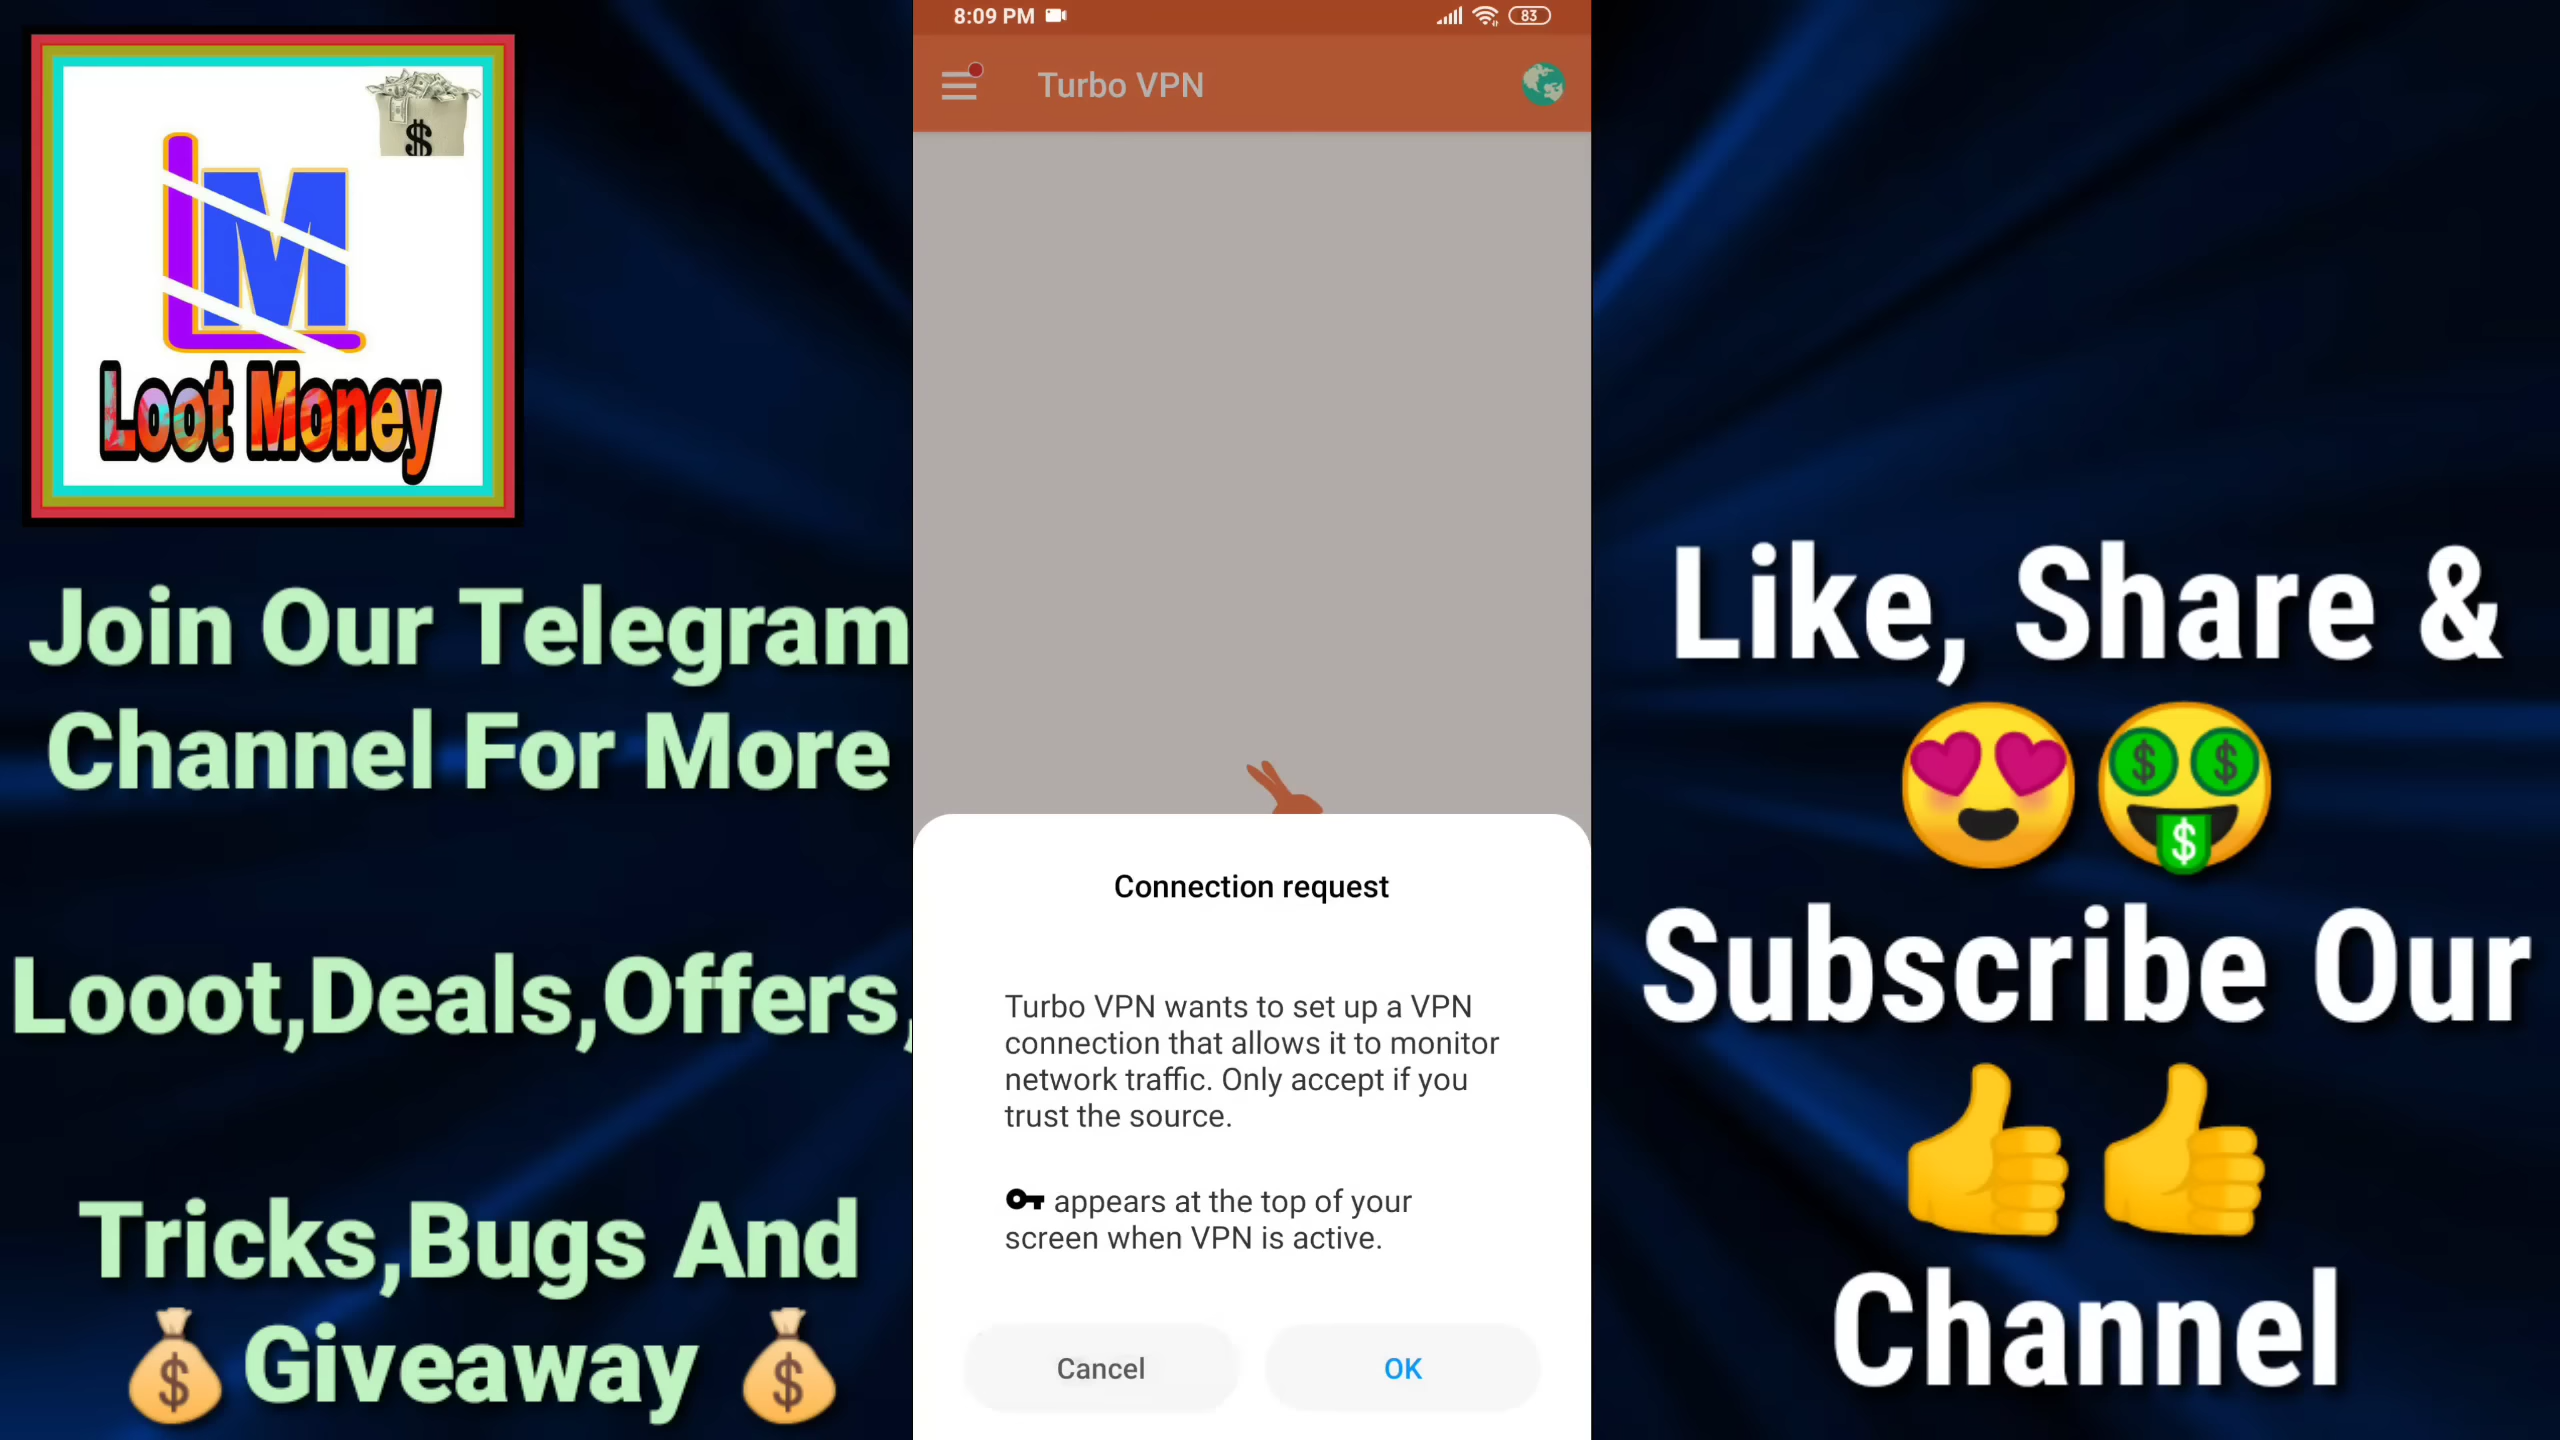 $
LM
Loot Money
Join Our Telegram
Channel For More
Looot,Deals,Offers,
Tricks,Bugs And
Giveaway
8:09 PM
83
Turbo VPN
Connection request
Turbo VPN wants to set up a VPN
connection that allows it to monitor
network traffic. Only accept if you
trust the source.
appears at the top of your
screen when VPN is active.
Cancel
OK
Like, Share &
Subscribe Our
Channel